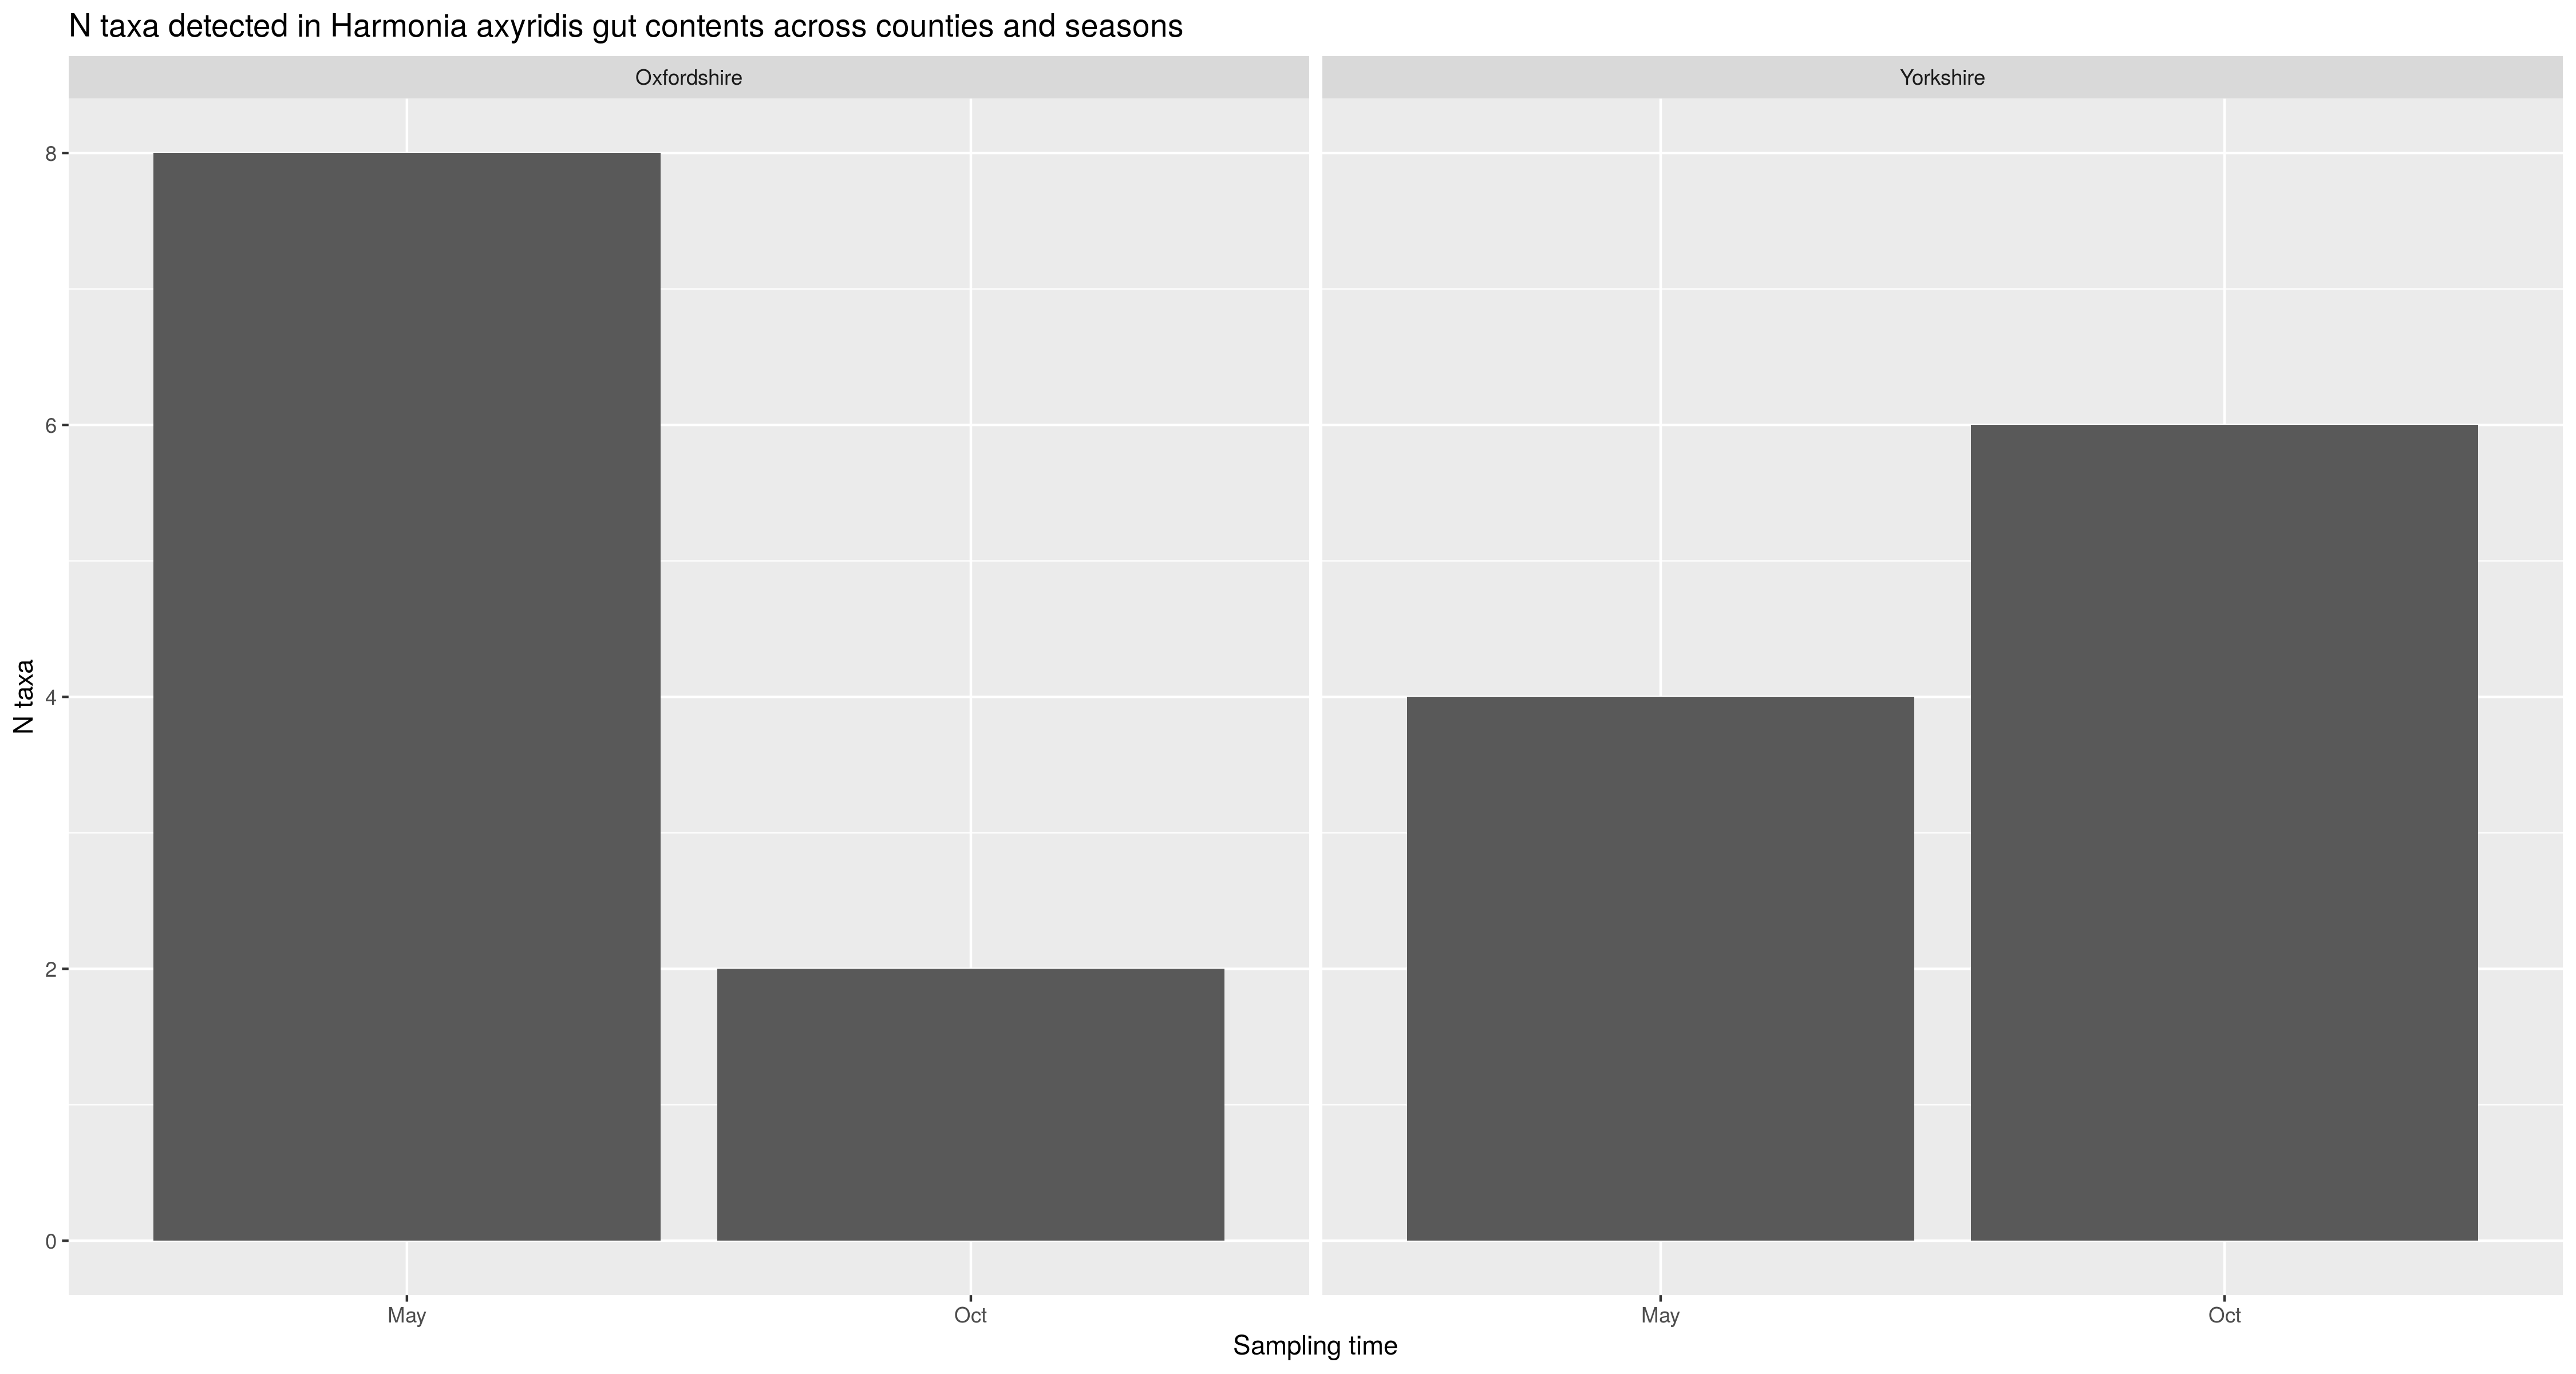 N taxa detected in Harmonia axyridis gut contents across counties and seasons
Oxfordshire
Yorkshire
N taxa
8
6
4
2
0
May
Oct
May
Oct
Sampling time